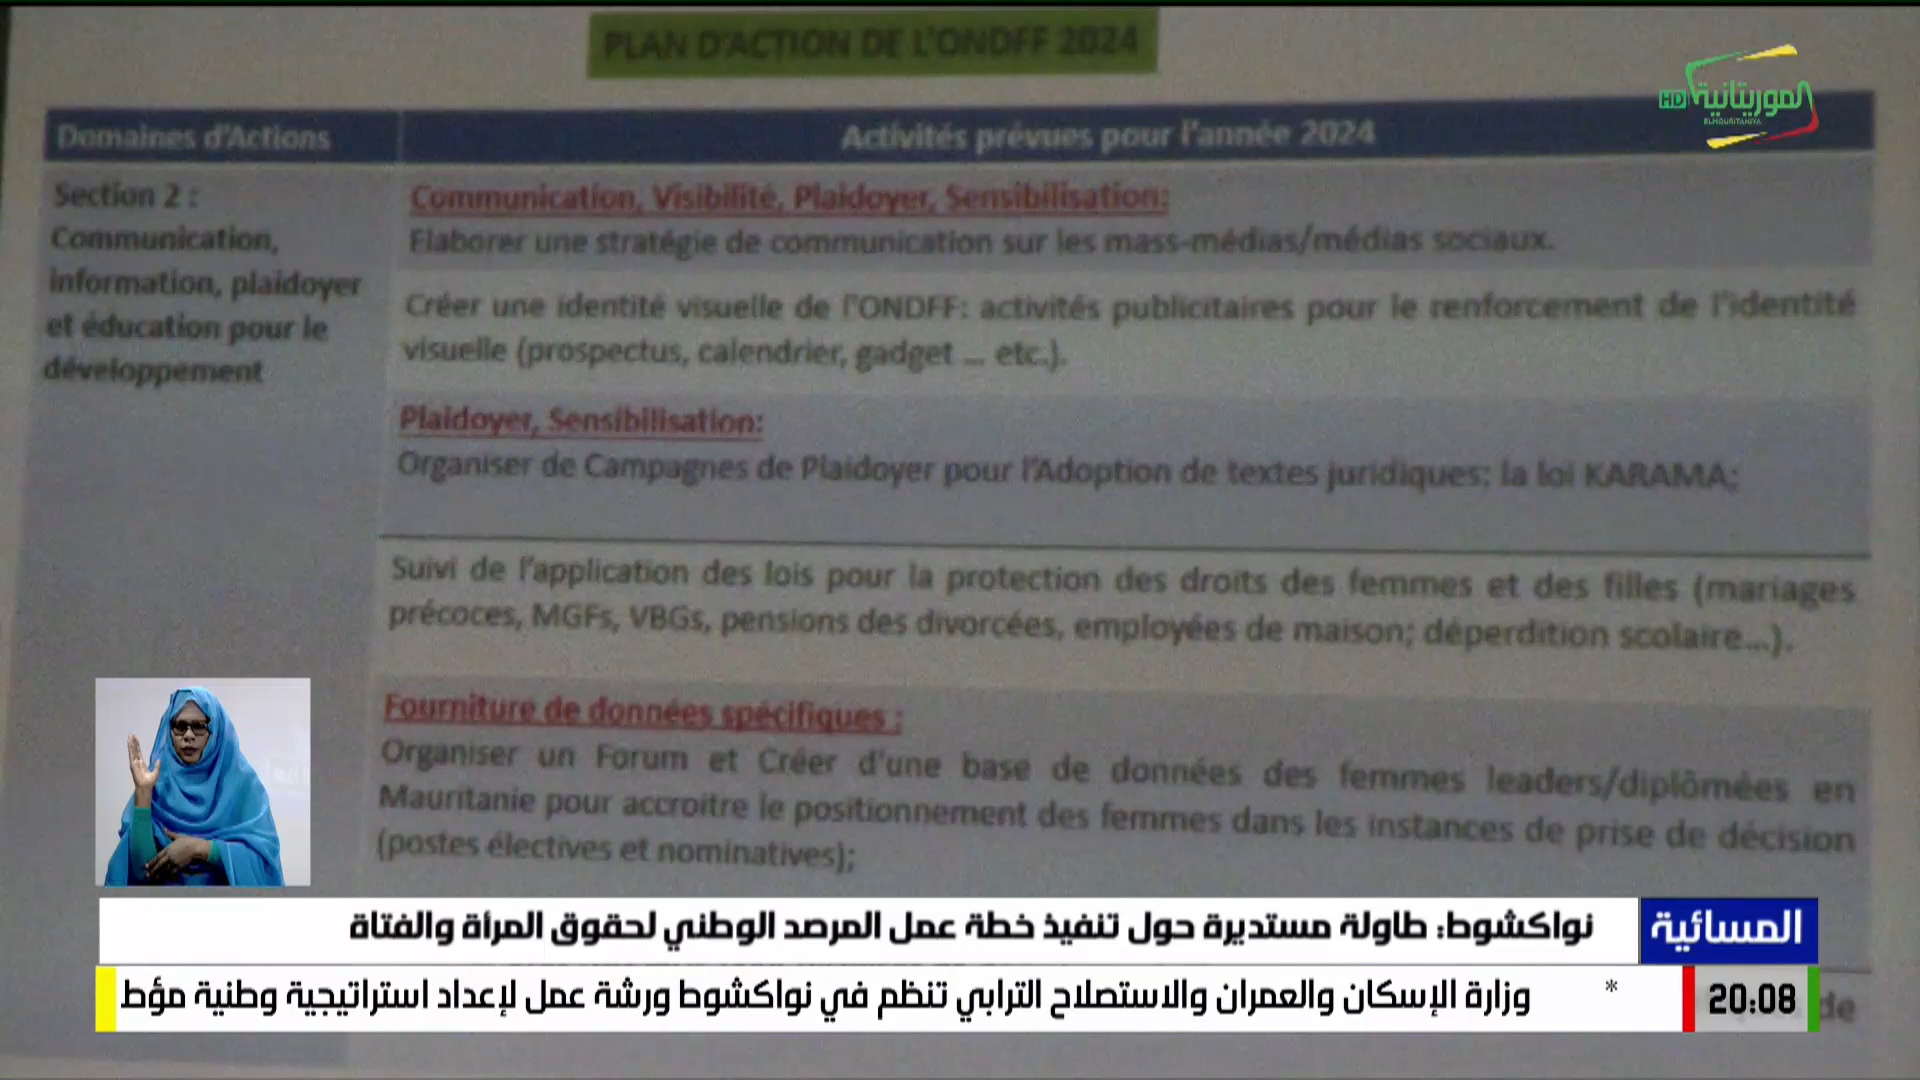 PLAN D'ACTION DE L'ONDFF 2024
الموريتانية
HD
ELMOURITANIYA
Domaines d'Actions
Activités prévues pour l'année 2024
Section 2 :
Communication,
information, plaidoyer
et éducation pour le
développement
Communication, Visibilité, Plaidoyer, Sensibilisation:
Elaborer une stratégie de communication sur les mass-médias/médias sociaux.
Créer une identité visuelle de l'ONDFF: activités publicitaires pour le renforcement de l'identité
visuelle (prospectus, calendrier, gadget ... etc.).
Plaidoyer, Sensibilisation:
Organiser de Campagnes de Plaidoyer pour l'Adoption de textes juridiques: la loi KARAMA;
Suivi de l'application des lois pour la protection des droits des femmes et des filles (mariages
précoces, MGFs, VBGs, pensions des divorcées, employées de maison; déperdition scolaire...).
Fourniture de données spécifiques :
Organiser un Forum et Créer d'une base de données des femmes leaders/diplômées en
Mauritanie pour accroitre le positionnement des femmes dans les instances de prise de décision
(postes électives et nominatives);
المسائية
نواكشوط: طاولة مستديرة حول تنفيذ خطة عمل المرصد الوطني لحقوق المرأة والفتاة
* وزارة الإسكان والعمران والاستصلاح الترابي تنظم في نواكشوط ورشة عمل لإعداد استراتيجية وطنية مؤط
20:08
de